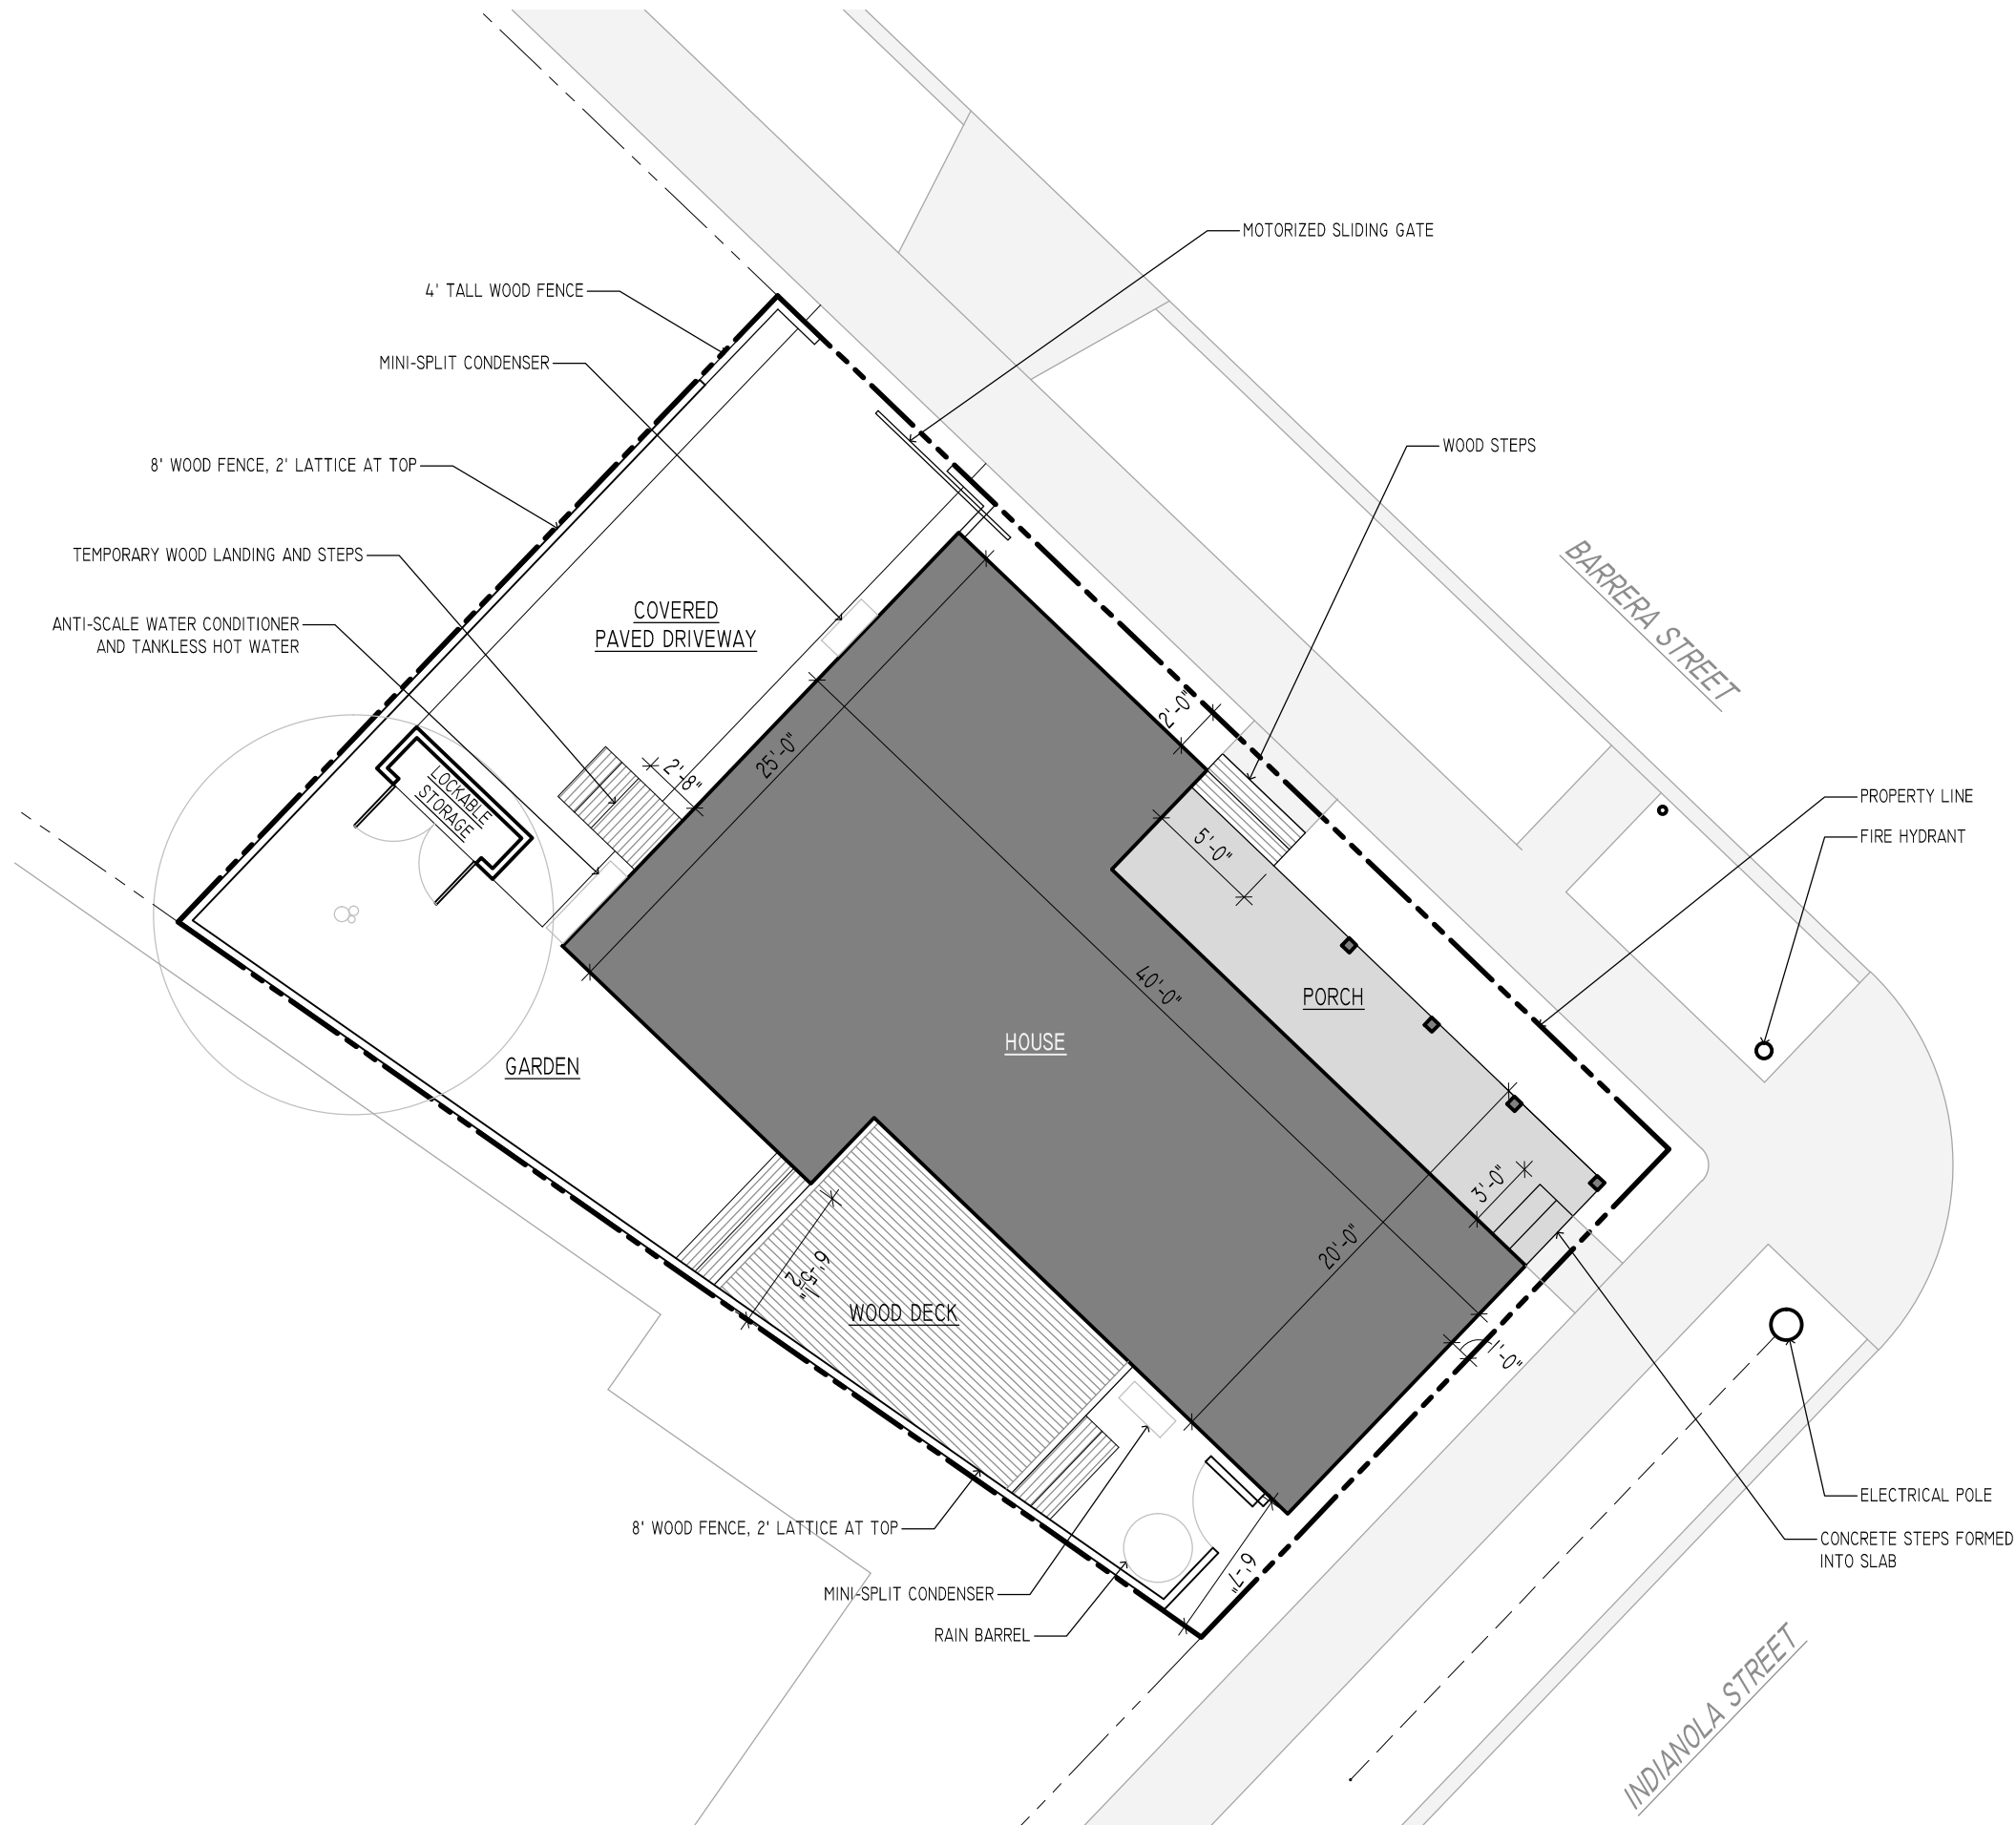 MOTORIZED SLIDING GATE
4' TALL WOOD FENCE
MINI-SPLIT CONDENSER
WOOD STEPS
8' WOOD FENCE, 2' LATTICE AT TOP
TEMPORARY WOOD LANDING AND STEPS
BARRERA STREET
COVERED
PAVED DRIVEWAY
ANTI-SCALE WATER CONDITIONER
AND TANKLESS HOT WATER
2'-0"
25'-0"
2'-8"
LOCKABLE
STORAGE
PROPERTY LINE
FIRE HYDRANT
5'-0"
40'-0"
PORCH
HOUSE
GARDEN
3'-0"
20'-0"
6'-5 1/2"
WOOD DECK
1'-0"
ELECTRICAL POLE
8' WOOD FENCE, 2' LATTICE AT TOP
CONCRETE STEPS FORMED
INTO SLAB
6'-7"
MINI-SPLIT CONDENSER
RAIN BARREL
INDIANOLA STREET